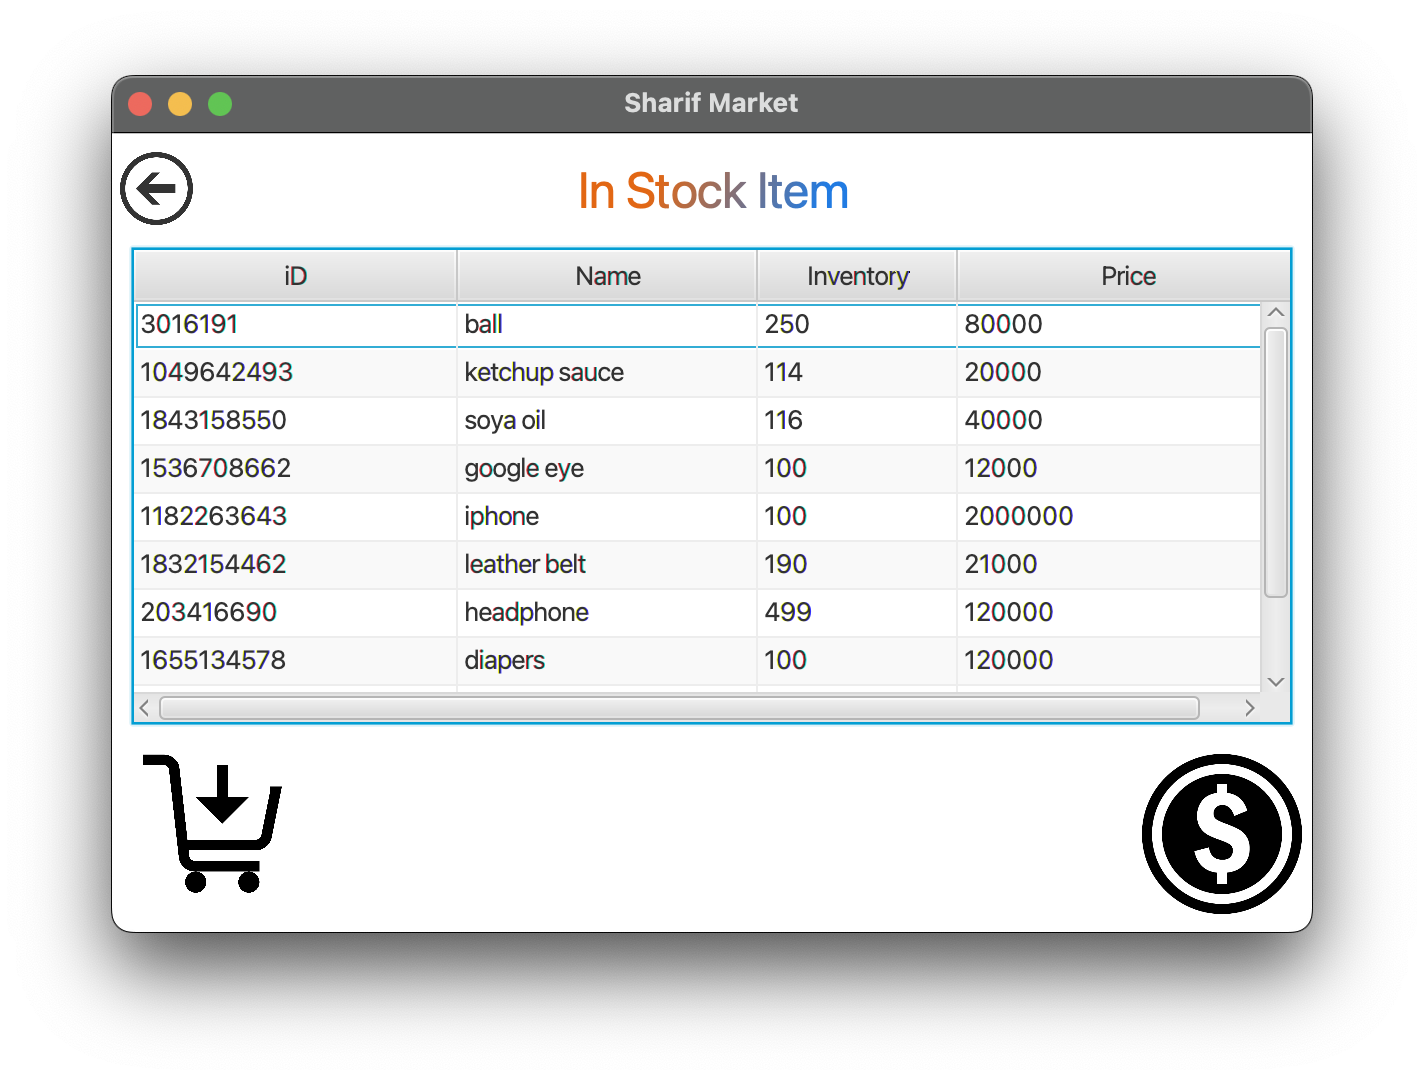 Sharif Market
In Stock Item
iD Name Inventory Price
3016191 ball 250 80000
1049642493 ketchup sauce 114 20000
1843158550 soya oil 116 40000
1536708662 google eye 100 12000
1182263643 iphone 100 2000000
1832154462 leather belt 190 21000
203416690 headphone 499 120000
1655134578 diapers 100 120000
$